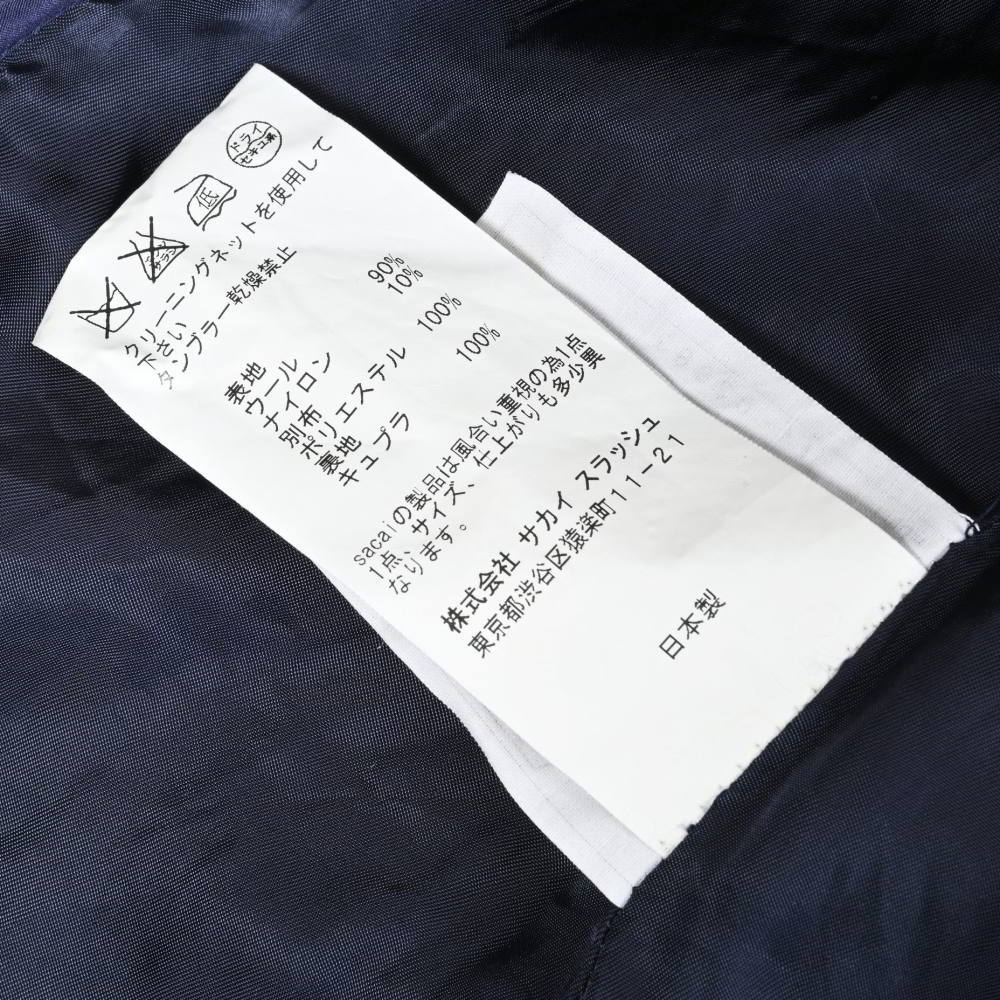 ドライ
セキユ系
低
エンソ
サラシ
クリーニングネットを使用して
下さい
タンブラー乾燥禁止
表地
ウール 90%
ナイロン 10%
別布
ポリエステル 100%
裏地
キュプラ 100%
sacaiの製品は風合い重視の為1点
1点、サイズ、仕上がりも多少異
なります。
株式会社 サカイ スラッシュ
東京都渋谷区猿楽町11-21
日本製